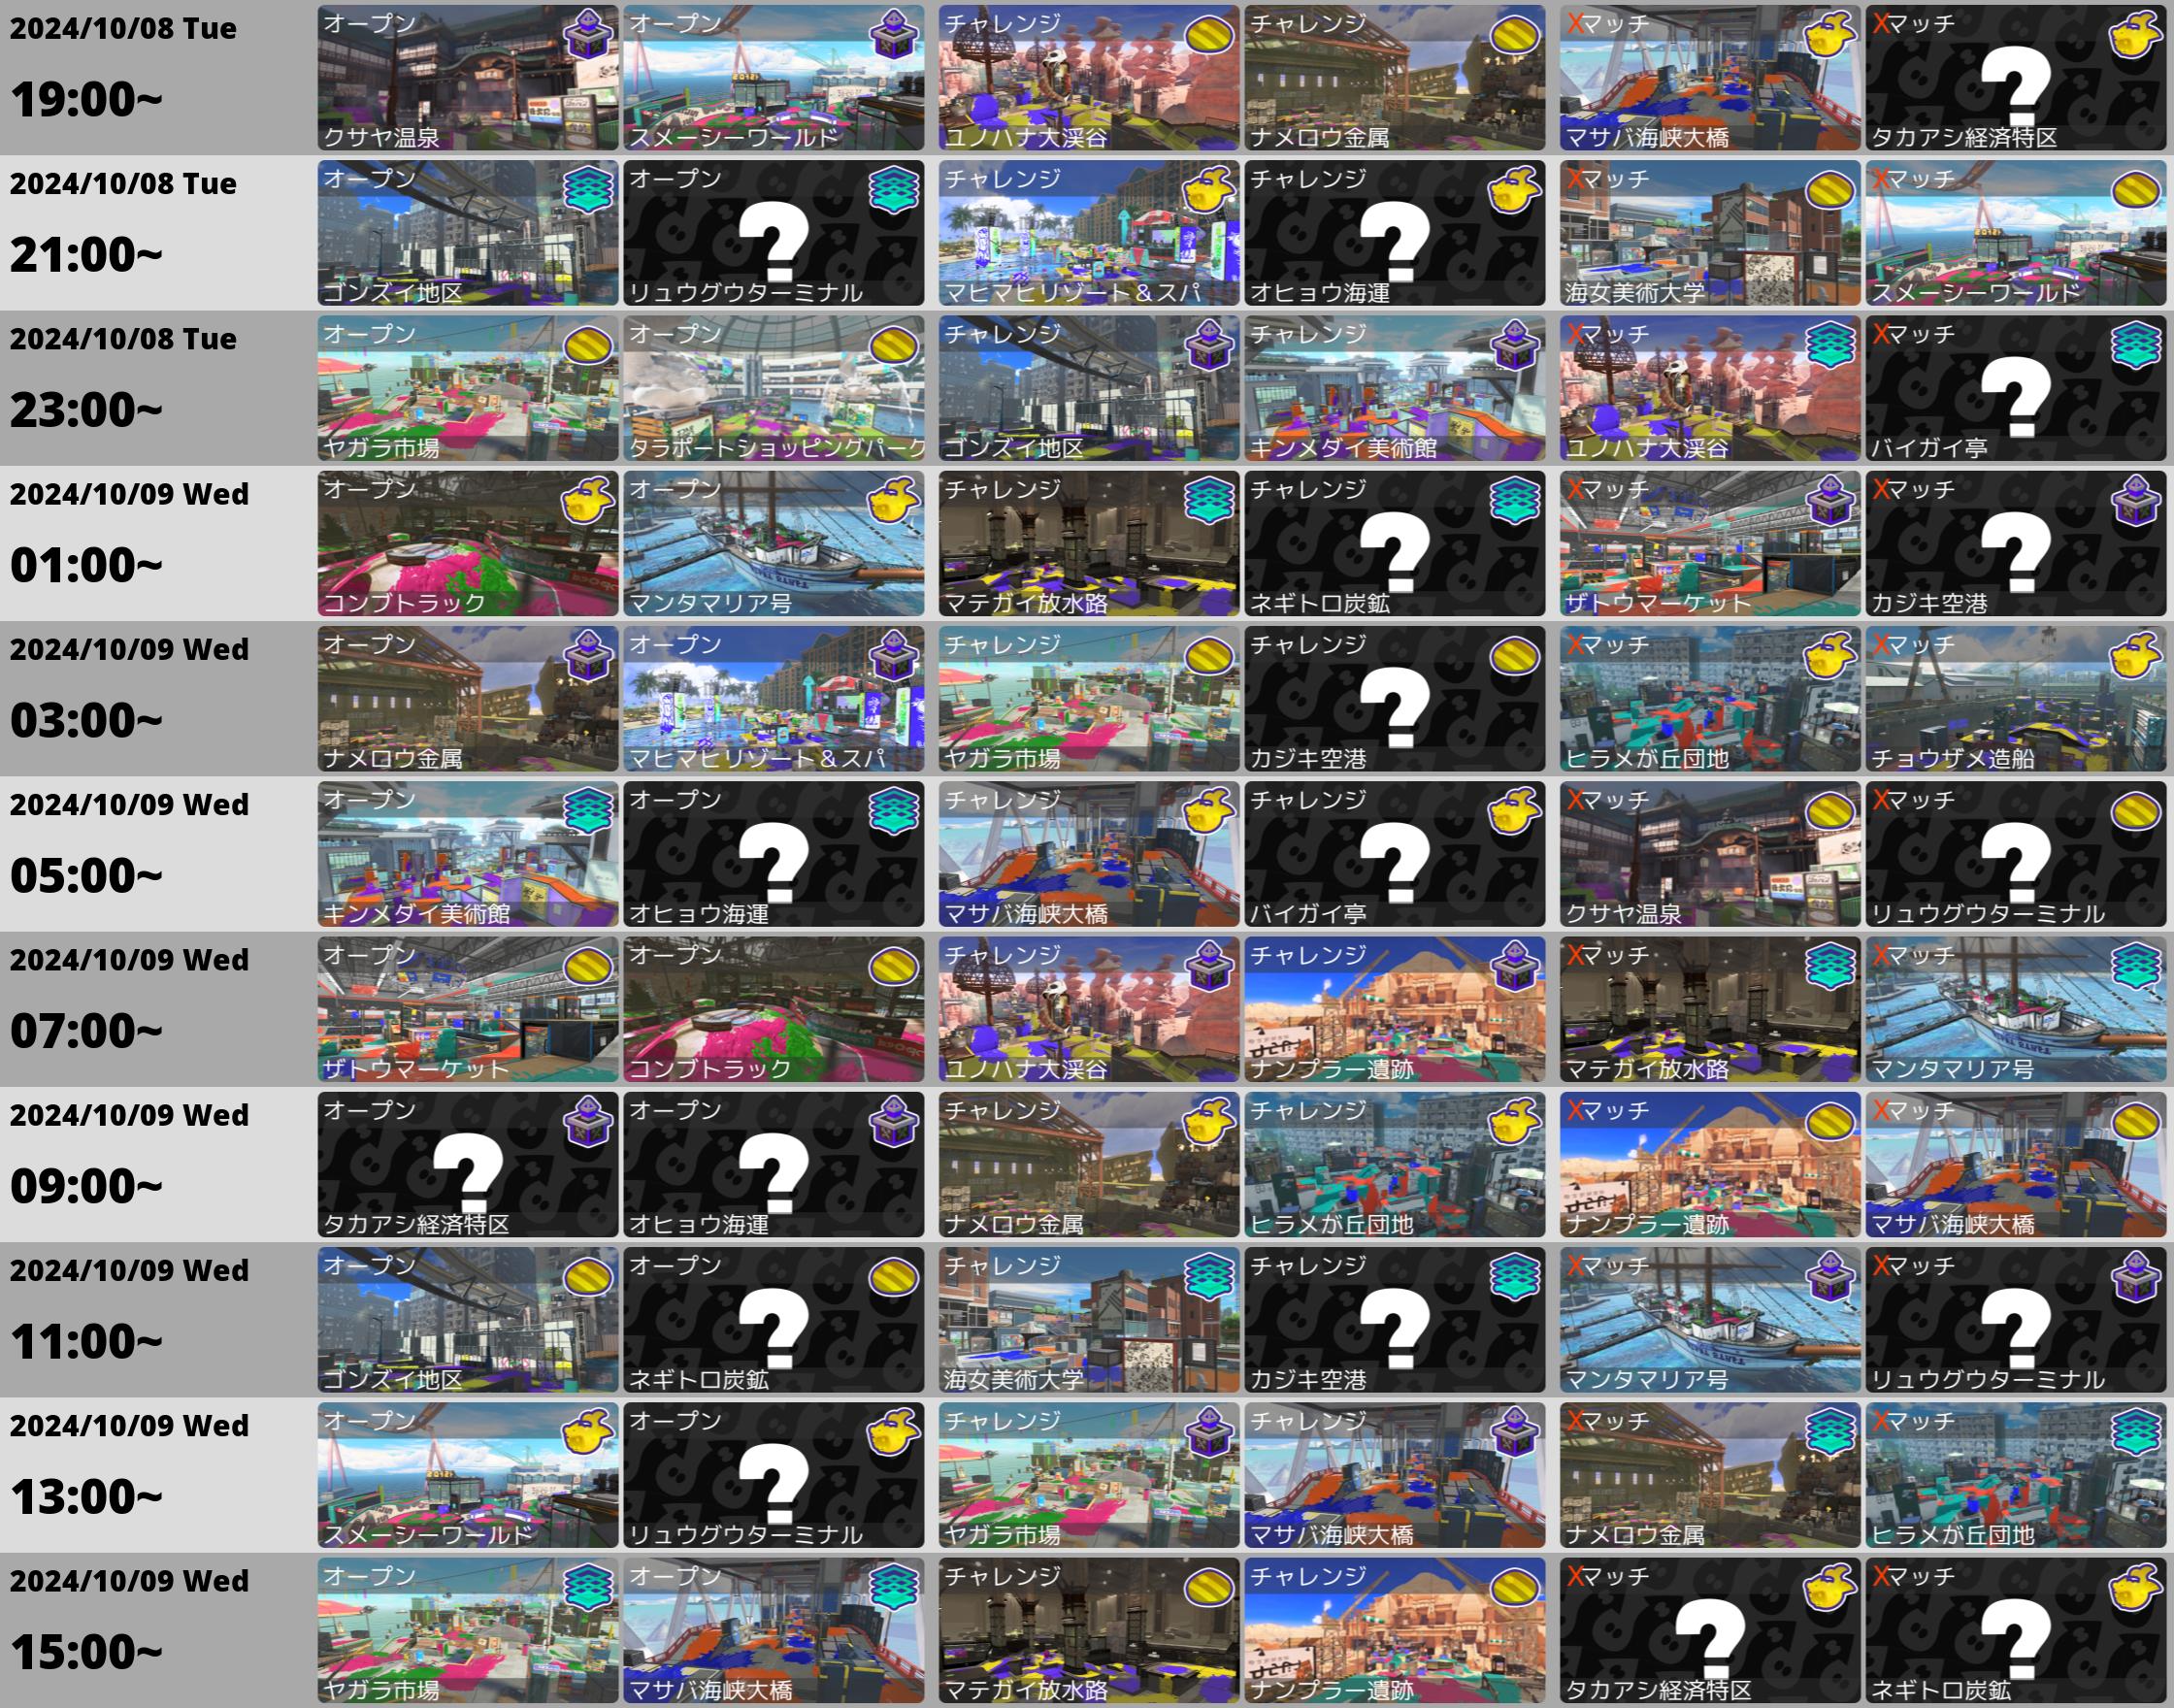 2024/10/08 Tue
19:00~
オープン
クサヤ温泉
オープン
スメーシーワールド
チャレンジ
ユノハナ大渓谷
チャレンジ
ナメロウ金属
Xマッチ
マサバ海峡大橋
Xマッチ
?
タカアシ経済特区
2024/10/08 Tue
21:00~
オープン
ゴンズイ地区
オープン
?
リュウグウターミナル
チャレンジ
マヒマヒリゾート＆スパ
チャレンジ
?
オヒョウ海運
Xマッチ
海女美術大学
Xマッチ
スメーシーワールド
2024/10/08 Tue
23:00~
オープン
ヤガラ市場
オープン
タラポートショッピングパーク
チャレンジ
ゴンズイ地区
チャレンジ
キンメダイ美術館
Xマッチ
ユノハナ大渓谷
Xマッチ
?
バイガイ亭
2024/10/09 Wed
01:00~
オープン
コンブトラック
オープン
マンタマリア号
チャレンジ
マテガイ放水路
チャレンジ
?
ネギトロ炭鉱
Xマッチ
ザトウマーケット
Xマッチ
?
カジキ空港
2024/10/09 Wed
03:00~
オープン
ナメロウ金属
オープン
マヒマヒリゾート＆スパ
チャレンジ
ヤガラ市場
チャレンジ
?
カジキ空港
Xマッチ
ヒラメが丘団地
Xマッチ
チョウザメ造船
2024/10/09 Wed
05:00~
オープン
キンメダイ美術館
オープン
?
オヒョウ海運
チャレンジ
マサバ海峡大橋
チャレンジ
?
バイガイ亭
Xマッチ
クサヤ温泉
Xマッチ
?
リュウグウターミナル
2024/10/09 Wed
07:00~
オープン
ザトウマーケット
オープン
コンブトラック
チャレンジ
ユノハナ大渓谷
チャレンジ
ナンプラー遺跡
Xマッチ
マテガイ放水路
Xマッチ
マンタマリア号
2024/10/09 Wed
09:00~
オープン
?
タカアシ経済特区
オープン
?
オヒョウ海運
チャレンジ
ナメロウ金属
チャレンジ
ヒラメが丘団地
Xマッチ
ナンプラー遺跡
Xマッチ
マサバ海峡大橋
2024/10/09 Wed
11:00~
オープン
ゴンズイ地区
オープン
?
ネギトロ炭鉱
チャレンジ
海女美術大学
チャレンジ
?
カジキ空港
Xマッチ
マンタマリア号
Xマッチ
?
リュウグウターミナル
2024/10/09 Wed
13:00~
オープン
スメーシーワールド
オープン
?
リュウグウターミナル
チャレンジ
ヤガラ市場
チャレンジ
マサバ海峡大橋
Xマッチ
ナメロウ金属
Xマッチ
ヒラメが丘団地
2024/10/09 Wed
15:00~
オープン
ヤガラ市場
オープン
マサバ海峡大橋
チャレンジ
マテガイ放水路
チャレンジ
ナンプラー遺跡
Xマッチ
?
タカアシ経済特区
Xマッチ
?
ネギトロ炭鉱